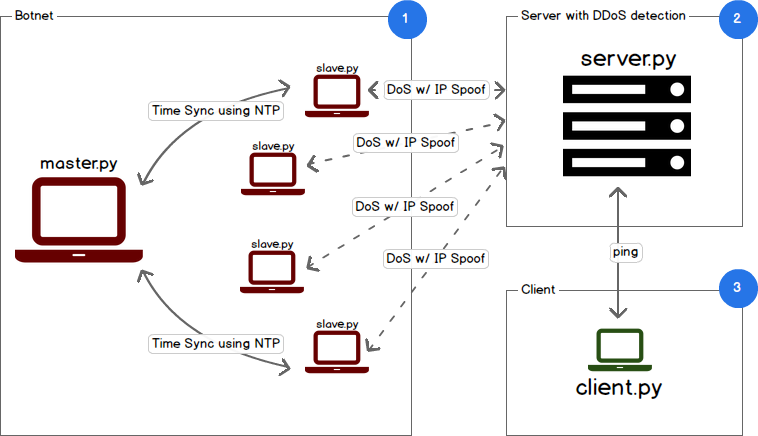 Botnet
1
slave.py
Time Sync using NTP
DoS w/ IP Spoof
slave.py
DoS w/ IP Spoof
master.py
DoS w/ IP Spoof
slave.py
DoS w/ IP Spoof
slave.py
Time Sync using NTP
Server with DDoS detection
2
server.py
ping
Client
3
client.py